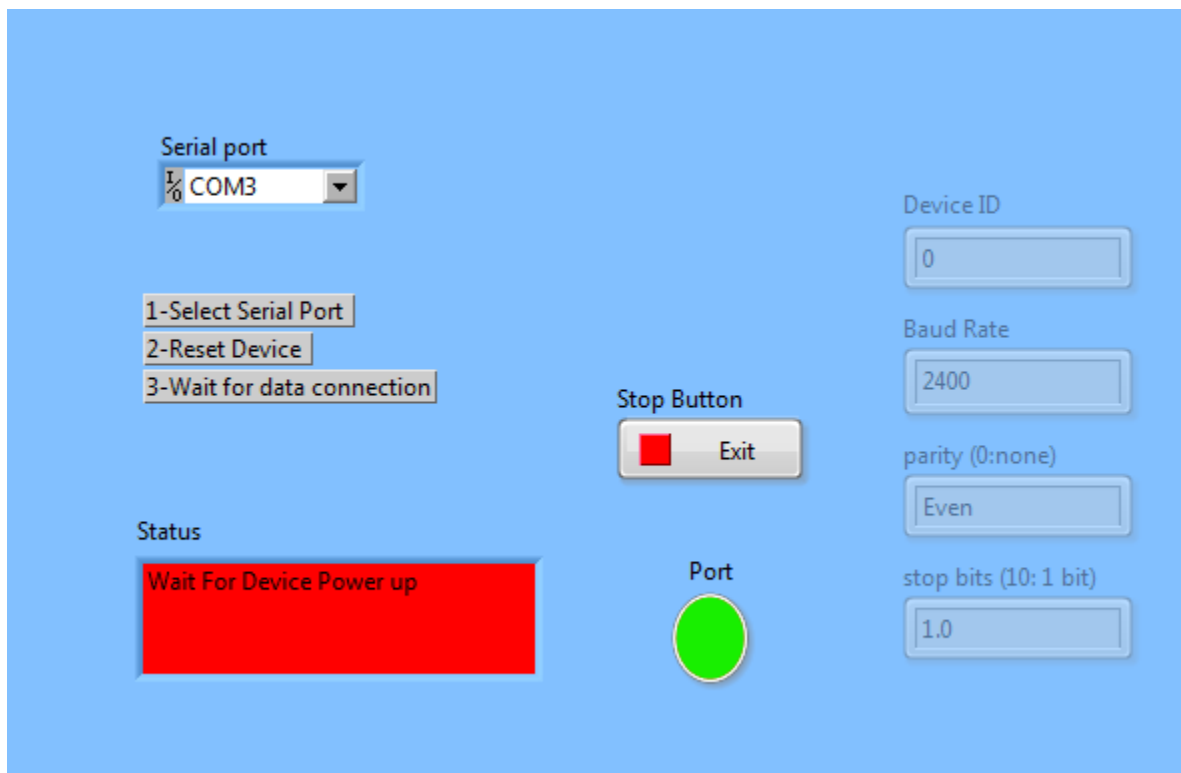 Serial port
I/O COM3
1-Select Serial Port
2-Reset Device
3-Wait for data connection
Stop Button
Exit
Status
Wait For Device Power up
Port
Device ID
0
Baud Rate
2400
parity (0:none)
Even
stop bits (10: 1 bit)
1.0